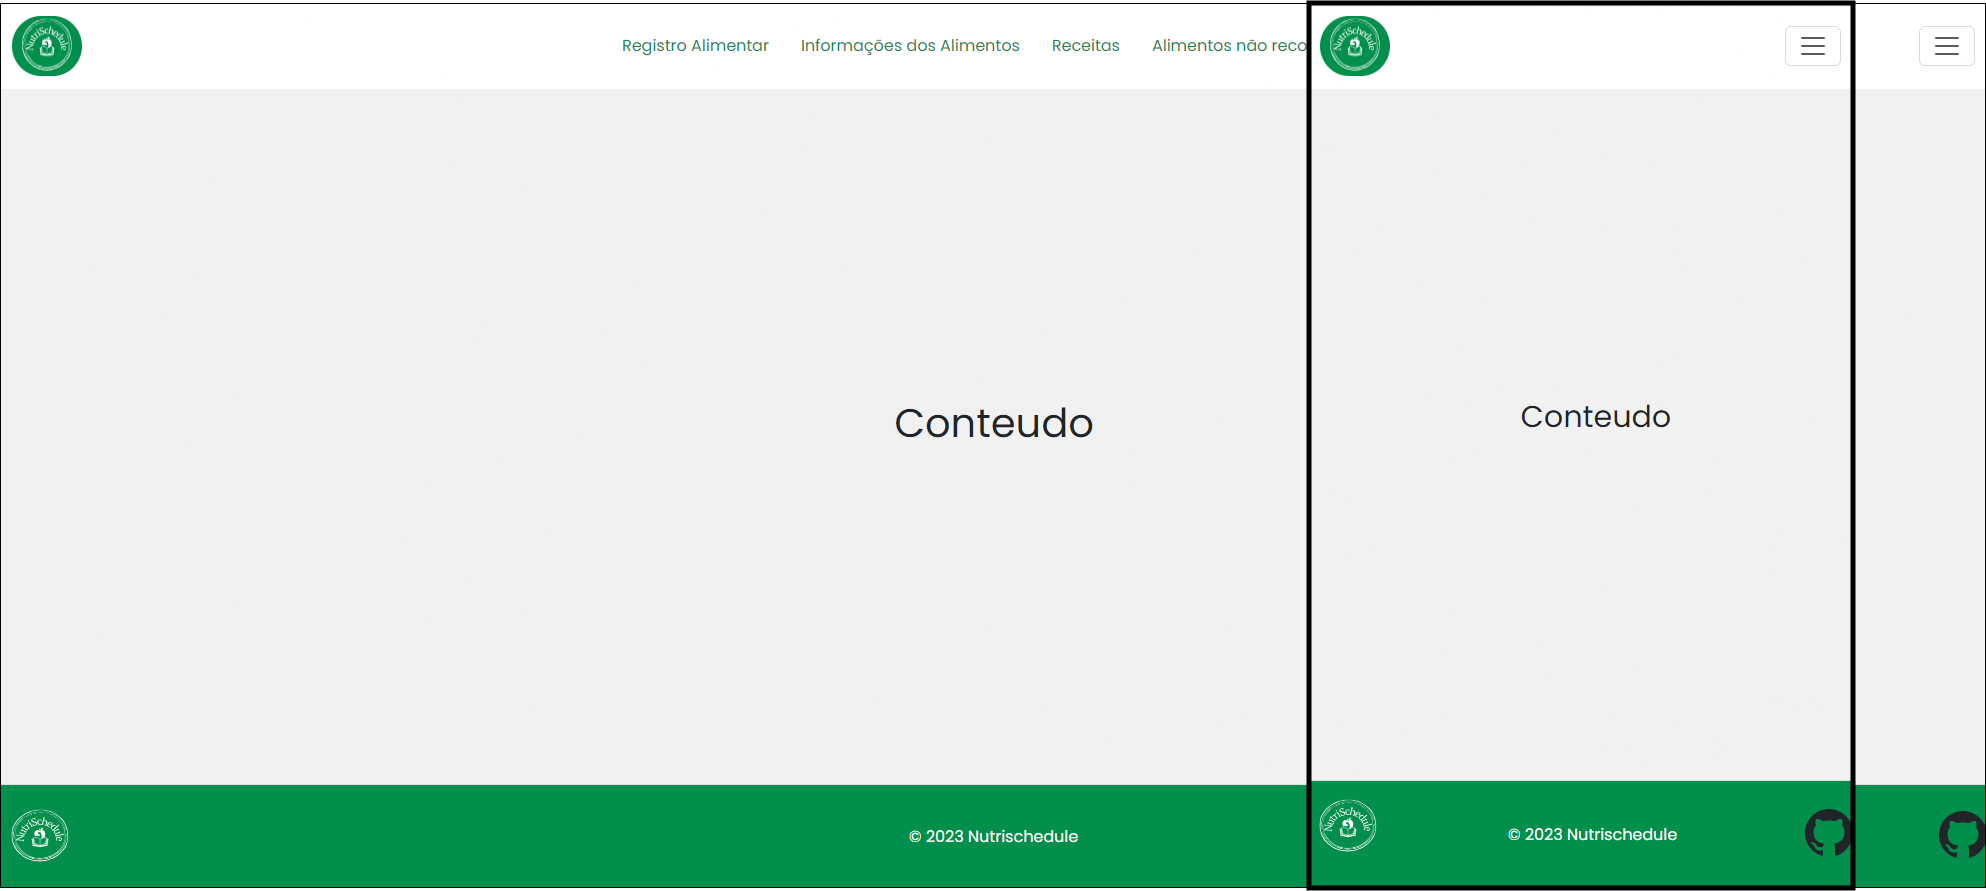 NutriSchedule
Registro Alimentar
Informações dos Alimentos
Receitas
Alimentos não reco
NutriSchedule
Conteudo
Conteudo
NutriSchedule
© 2023 Nutrischedule
NutriSchedule
© 2023 Nutrischedule